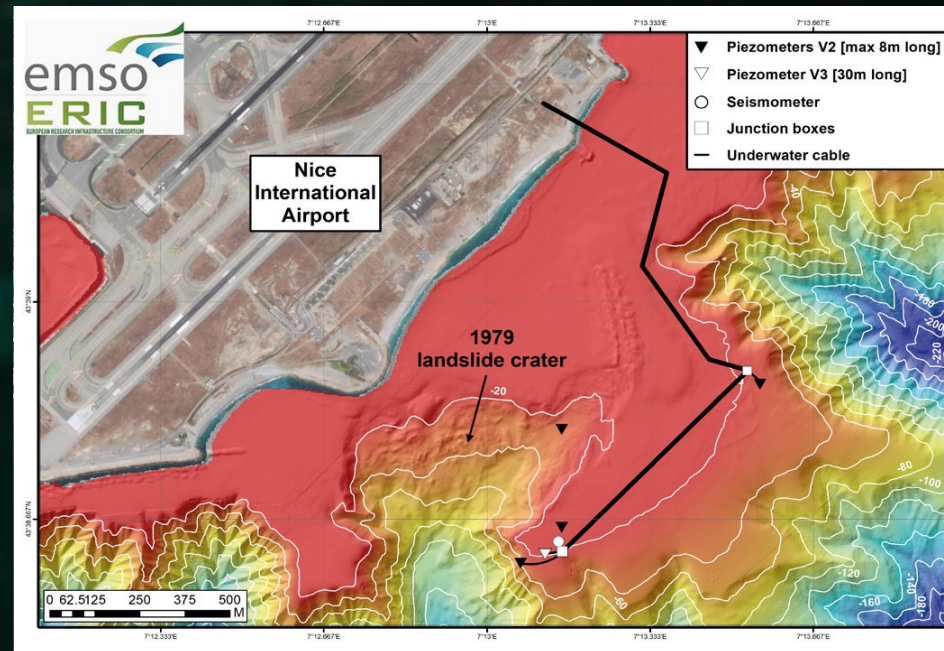 emso
ERIC
EUROPEAN RESEARCH INFRASTRUCTURE CONSORTIUM
7°12.667'E
7°13'E
7°13.333'E
7°13.667'E
Piezometers V2 [max 8m long]
Piezometer V3 [30m long]
Seismometer
Junction boxes
Underwater cable
Nice
International
Airport
-40
-180
-200
-220
43°39'N
1979
landslide crater
-20
-80
-100
43°38.667'N
-120
-60
-140
-160
-180
0 62.5125 250 375 500
M
7°12.333'E
7°12.667'E
7°13'E
7°13.333'E
7°13.667'E